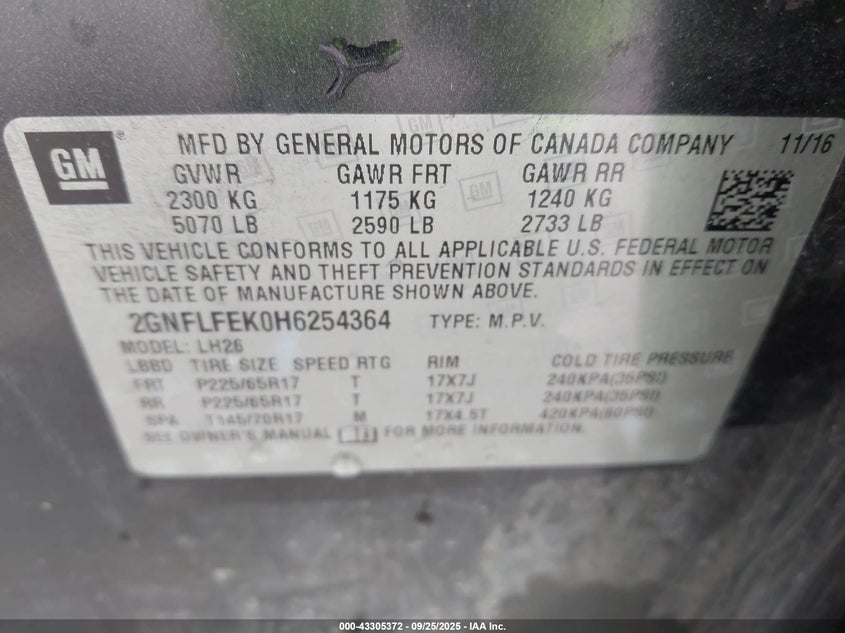 GM
MFD BY GENERAL MOTORS OF CANADA COMPANY 11/16
GVWR GAWR FRT GAWR RR
2300 KG 1175 KG 1240 KG
5070 LB 2590 LB 2733 LB
THIS VEHICLE CONFORMS TO ALL APPLICABLE U.S. FEDERAL MOTOR
VEHICLE SAFETY AND THEFT PREVENTION STANDARDS IN EFFECT ON
THE DATE OF MANUFACTURE SHOWN ABOVE.
2GNFLFEK0H6254364 TYPE: M.P.V.
MODEL: LH26
LBBD TIRE SIZE SPEED RTG RIM COLD TIRE PRESSURE
FRT P225/65R17 T 17X7J 240KPA(35PSI)
RR P225/65R17 T 17X7J 240KPA(35PSI)
SPA T145/70R17 M 17X4.5T 420KPA(60PSI)
SEE OWNER'S MANUAL FOR MORE INFORMATION.
000-43305372 - 09/25/2025 - IAA Inc.